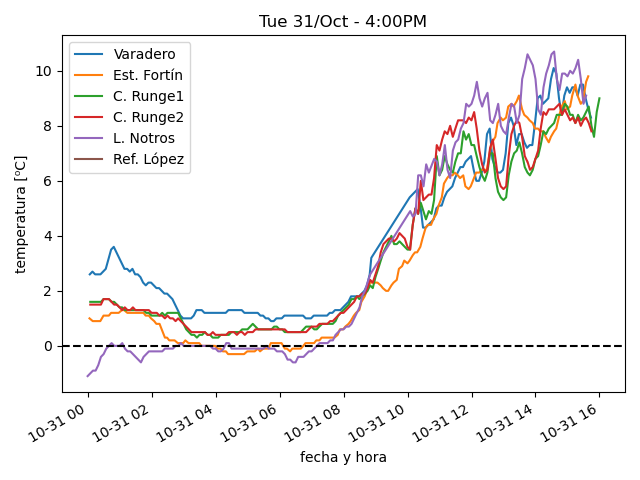 Tue 31/Oct - 4:00PM
Varadero
Est. Fortín
C. Runge1
C. Runge2
L. Notros
Ref. López
temperatura [ºC]
10
8
6
4
2
0
10-31 00
10-31 02
10-31 04
10-31 06
10-31 08
10-31 10
10-31 12
10-31 14
10-31 16
fecha y hora